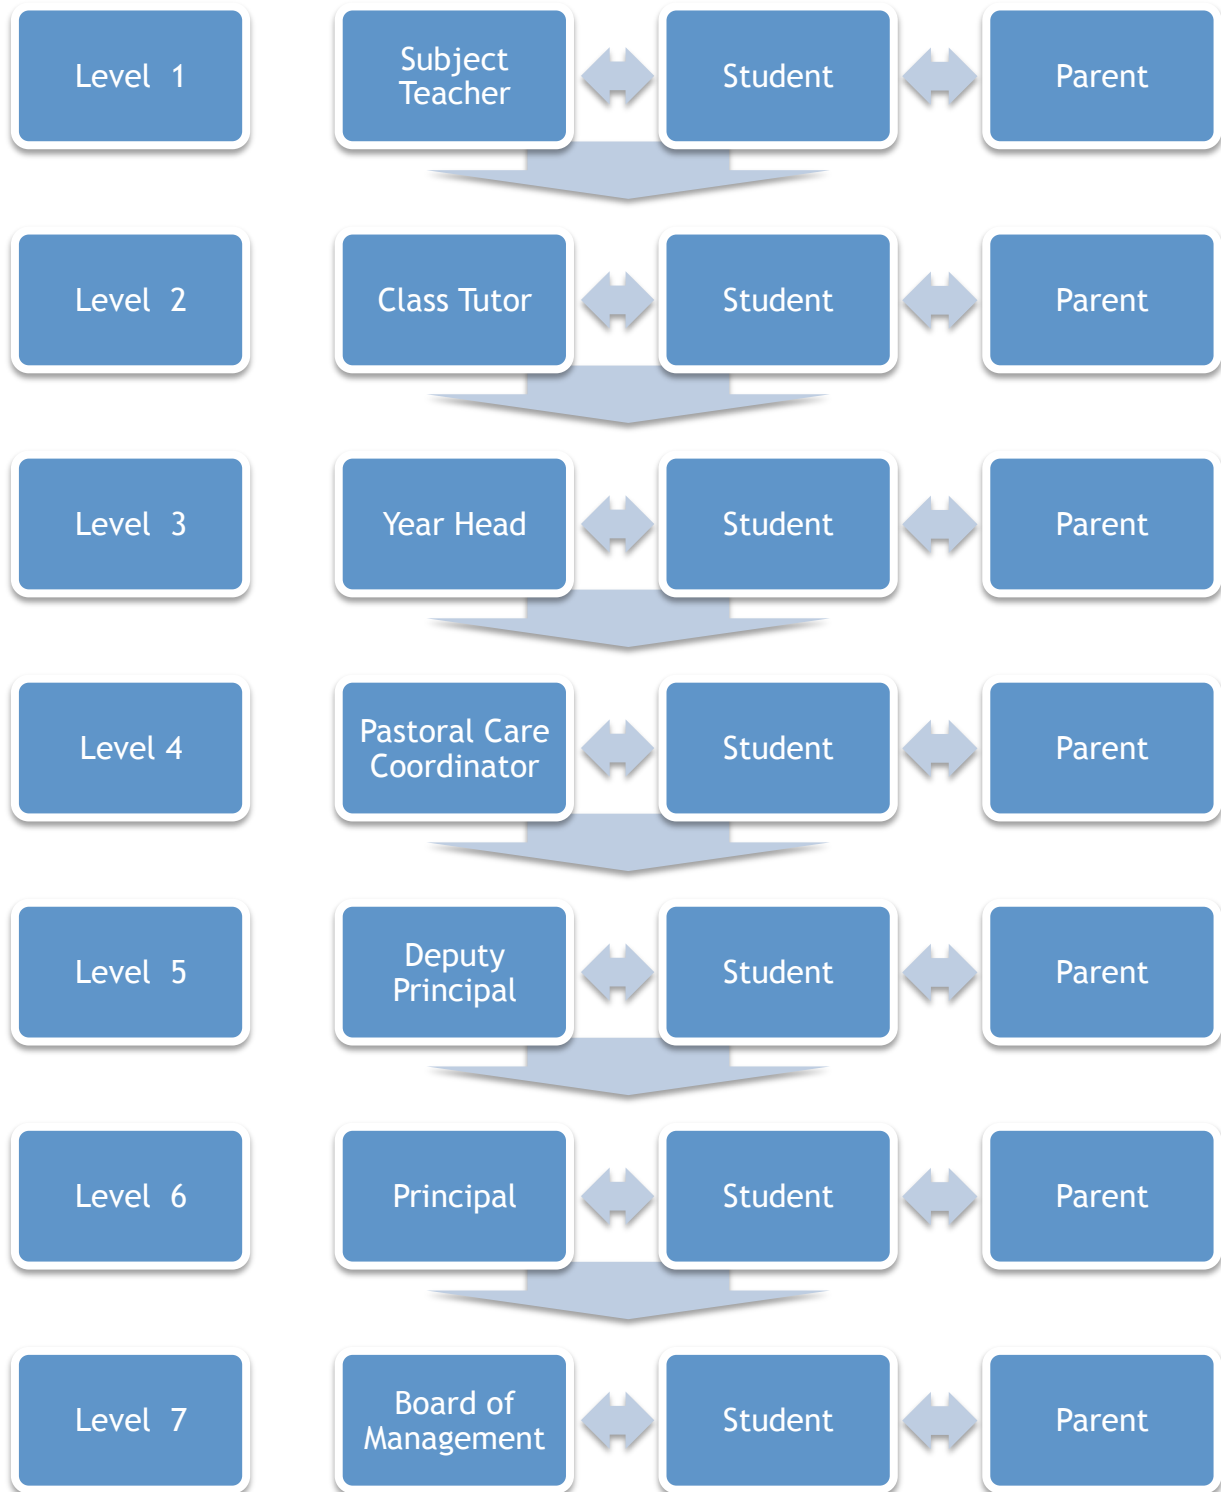 Level 1
Subject
Teacher
Student
Parent
Level 2
Class Tutor
Student
Parent
Level 3
Year Head
Student
Parent
Level 4
Pastoral Care
Coordinator
Student
Parent
Level 5
Deputy
Principal
Student
Parent
Level 6
Principal
Student
Parent
Level 7
Board of
Management
Student
Parent